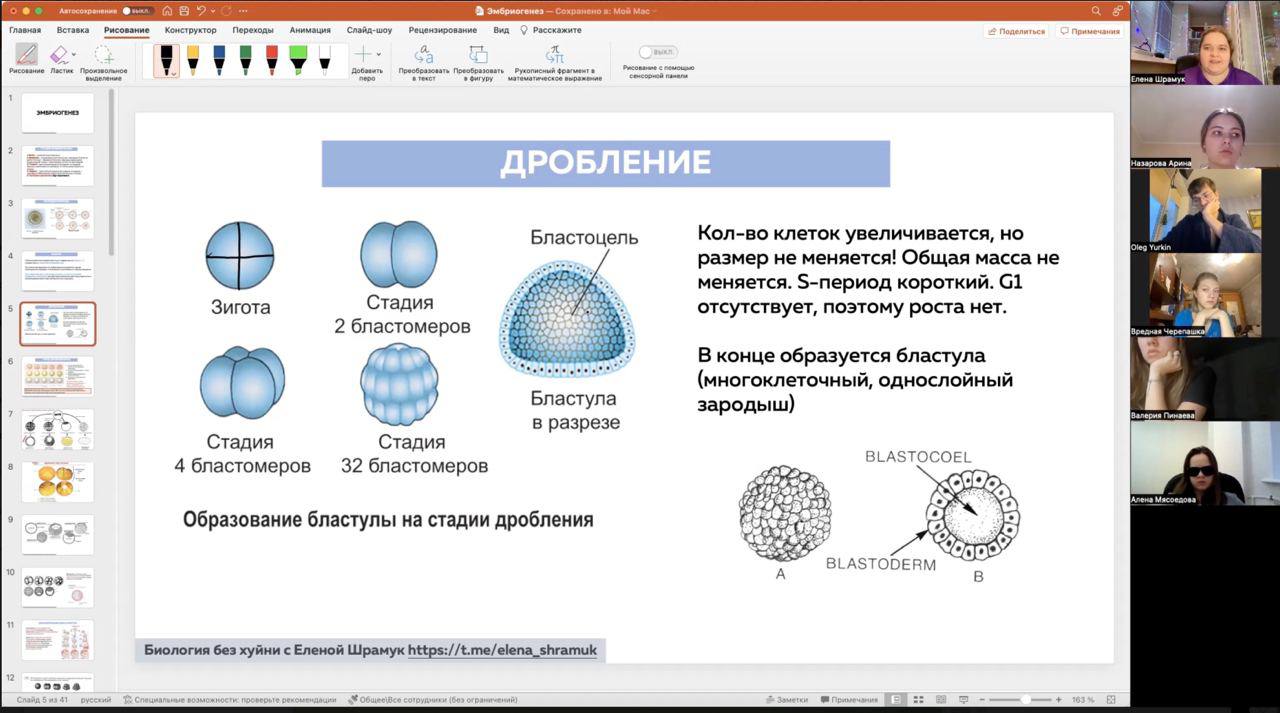 Автосохранение
ВЫКЛ.
Эмбриогенез — Сохранено в: Мой Mac
Главная
Вставка
Рисование
Конструктор
Переходы
Анимация
Слайд-шоу
Рецензирование
Вид
Расскажите
Поделиться
Примечания
Рисование
Ластик
Произвольное
выделение
Добавить
перо
Преобразовать
в текст
Преобразовать
в фигуру
Рукописный фрагмент в
математическое выражение
ВЫКЛ.
Рисование с помощью
сенсорной панели
1
ЭМБРИОГЕНЕЗ
2
3
4
5
6
7
8
9
10
11
12
ДРОБЛЕНИЕ
Зигота
Стадия
2 бластомеров
Стадия
4 бластомеров
Стадия
32 бластомеров
Бластоцель
Бластула
в разрезе
Образование бластулы на стадии дробления
Кол-во клеток увеличивается, но
размер не меняется! Общая масса не
меняется. S-период короткий. G1
отсутствует, поэтому роста нет.
В конце образуется бластула
(многоклеточный, однослойный
зародыш)
BLASTOCOEL
BLASTODERM
A
B
Биология без хуйни с Еленой Шрамук https://t.me/elena_shramuk
Слайд 5 из 41
русский
Специальные возможности: проверьте рекомендации
Общее\Все сотрудники (без ограничений)
Заметки
Примечания
163 %
Елена Шрамук
Назарова Арина
Oleg Yurkin
Вредная Черепашка
Валерия Пинаева
Алена Мясоедова